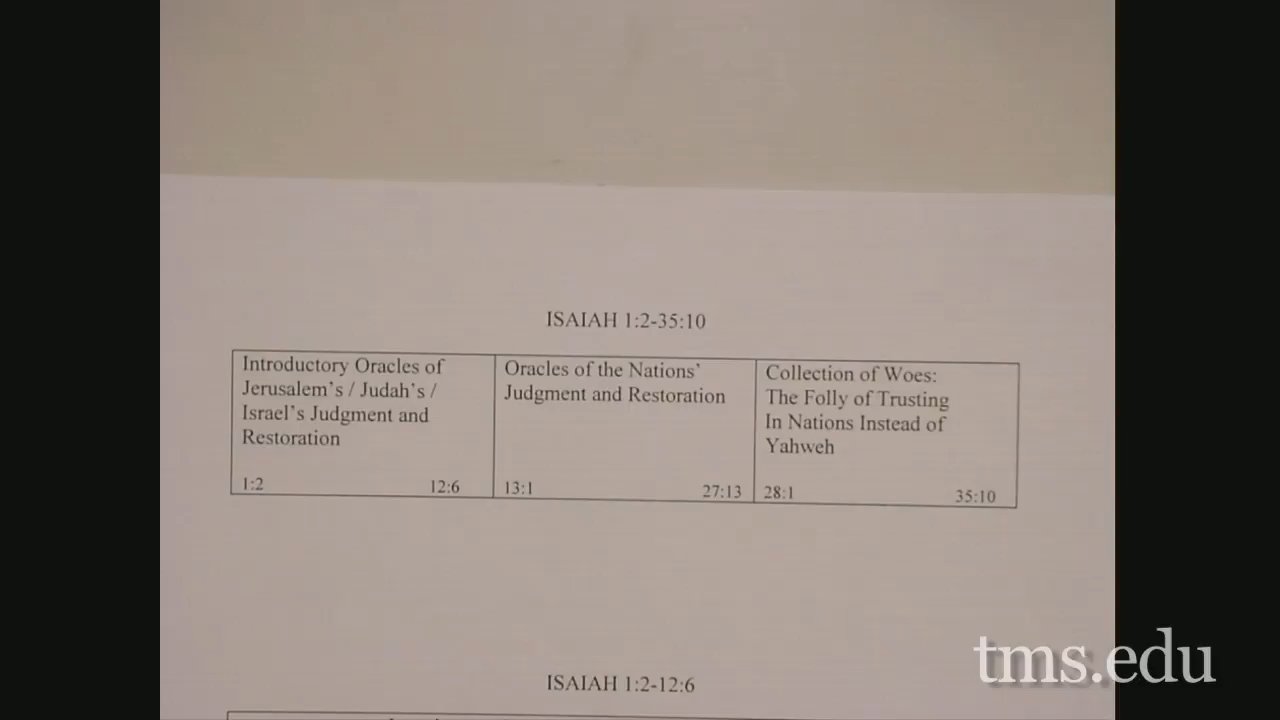 ISAIAH 1:2-35:10
Introductory Oracles of
Jerusalem's / Judah's /
Israel's Judgment and
Restoration
1:2 12:6
Oracles of the Nations'
Judgment and Restoration
13:1 27:13
Collection of Woes:
The Folly of Trusting
In Nations Instead of
Yahweh
28:1 35:10
ISAIAH 1:2-12:6
tms.edu